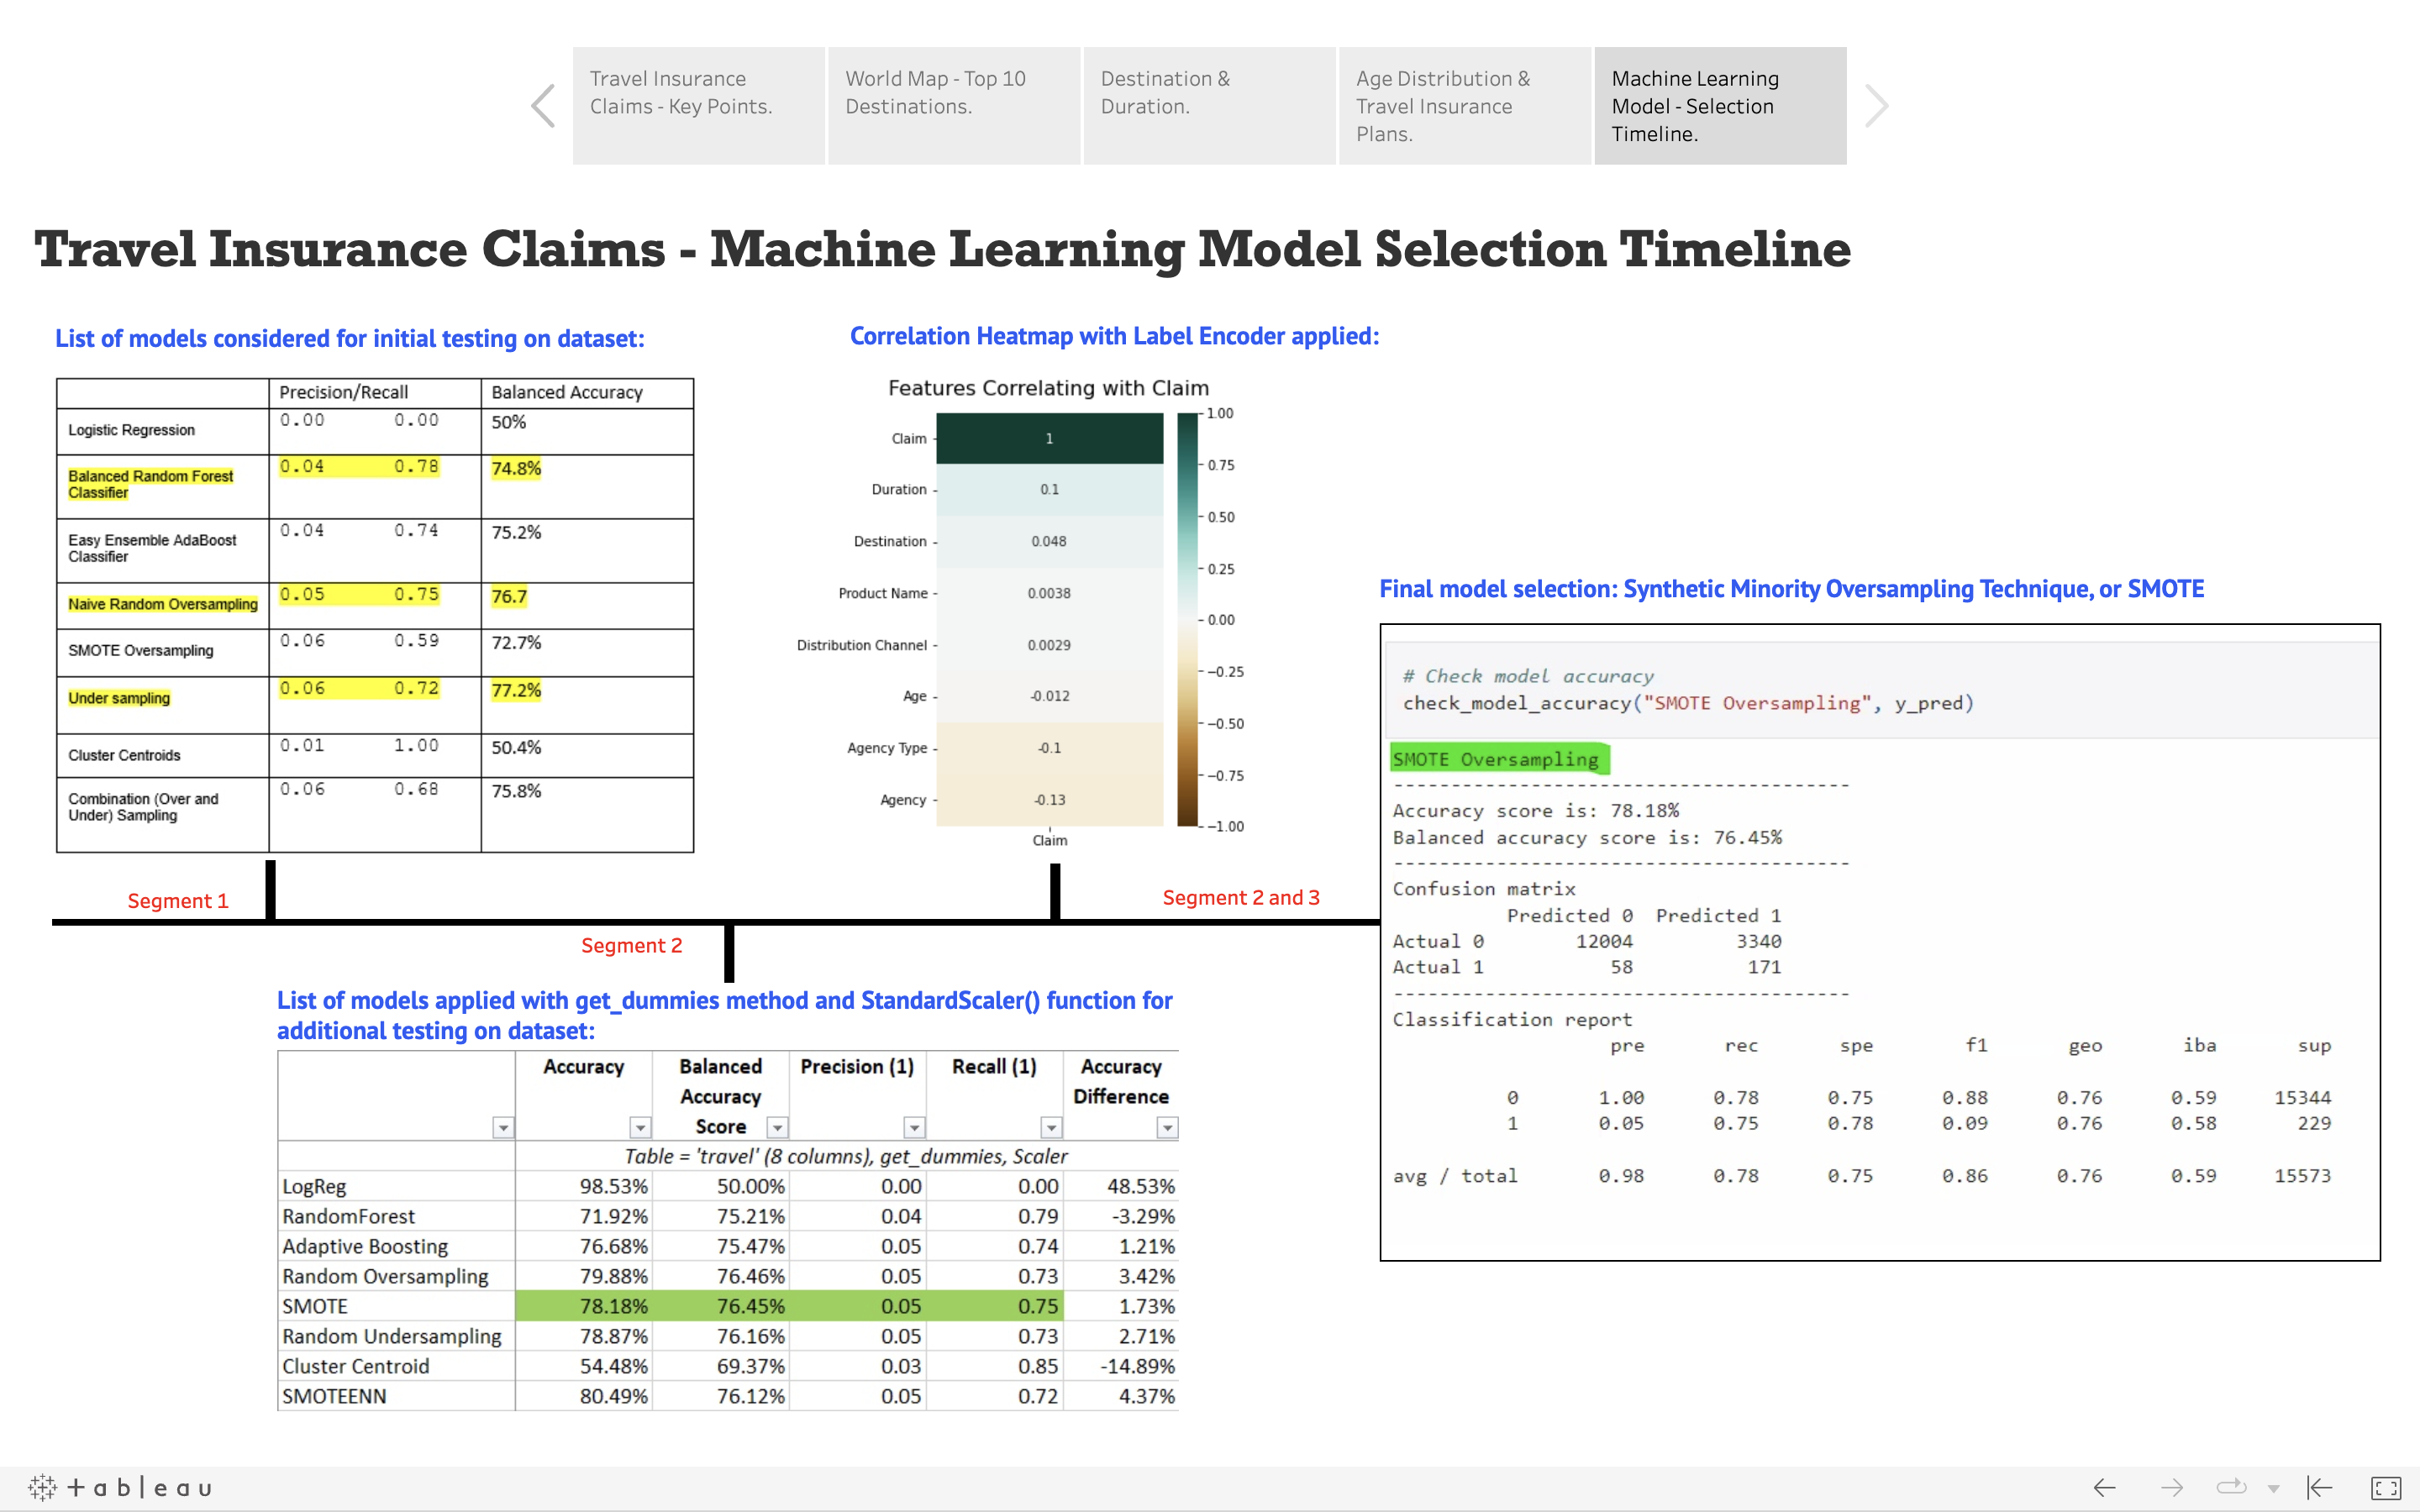 Travel Insurance
Claims - Key Points.
World Map - Top 10
Destinations.
Destination &
Duration.
Age Distribution &
Travel Insurance
Plans.
Machine Learning
Model - Selection
Timeline.
Travel Insurance Claims - Machine Learning Model Selection Timeline
List of models considered for initial testing on dataset:
Precision/Recall Balanced Accuracy
Logistic Regression 0.00 0.00 50%
Balanced Random Forest
Classifier 0.04 0.78 74.8%
Easy Ensemble AdaBoost
Classifier 0.04 0.74 75.2%
Naive Random Oversampling 0.05 0.75 76.7
SMOTE Oversampling 0.06 0.59 72.7%
Under sampling 0.06 0.72 77.2%
Cluster Centroids 0.01 1.00 50.4%
Combination (Over and
Under) Sampling 0.06 0.68 75.8%
Segment 1
Correlation Heatmap with Label Encoder applied:
Features Correlating with Claim
Claim 1
Duration 0.1
Destination 0.048
Product Name 0.0038
Distribution Channel 0.0029
Age -0.012
Agency Type -0.1
Agency -0.13
Claim
1.00
0.75
0.50
0.25
0.00
−0.25
−0.50
−0.75
−1.00
Segment 2 and 3
Segment 2
List of models applied with get_dummies method and StandardScaler() function for
additional testing on dataset:
Accuracy Balanced Accuracy Score Precision (1) Recall (1) Accuracy Difference
Table = 'travel' (8 columns), get_dummies, Scaler
LogReg 98.53% 50.00% 0.00 0.00 48.53%
RandomForest 71.92% 75.21% 0.04 0.79 -3.29%
Adaptive Boosting 76.68% 75.47% 0.05 0.74 1.21%
Random Oversampling 79.88% 76.46% 0.05 0.73 3.42%
SMOTE 78.18% 76.45% 0.05 0.75 1.73%
Random Undersampling 78.87% 76.16% 0.05 0.73 2.71%
Cluster Centroid 54.48% 69.37% 0.03 0.85 -14.89%
SMOTEENN 80.49% 76.12% 0.05 0.72 4.37%
Final model selection: Synthetic Minority Oversampling Technique, or SMOTE
# Check model accuracy
check_model_accuracy("SMOTE Oversampling", y_pred)
SMOTE Oversampling
----------------------------------------
Accuracy score is: 78.18%
Balanced accuracy score is: 76.45%
----------------------------------------
Confusion matrix
Predicted 0 Predicted 1
Actual 0 12004 3340
Actual 1 58 171
----------------------------------------
Classification report
pre rec spe f1 geo iba sup
0 1.00 0.78 0.75 0.88 0.76 0.59 15344
1 0.05 0.75 0.78 0.09 0.76 0.58 229
avg / total 0.98 0.78 0.75 0.86 0.76 0.59 15573
+ableau